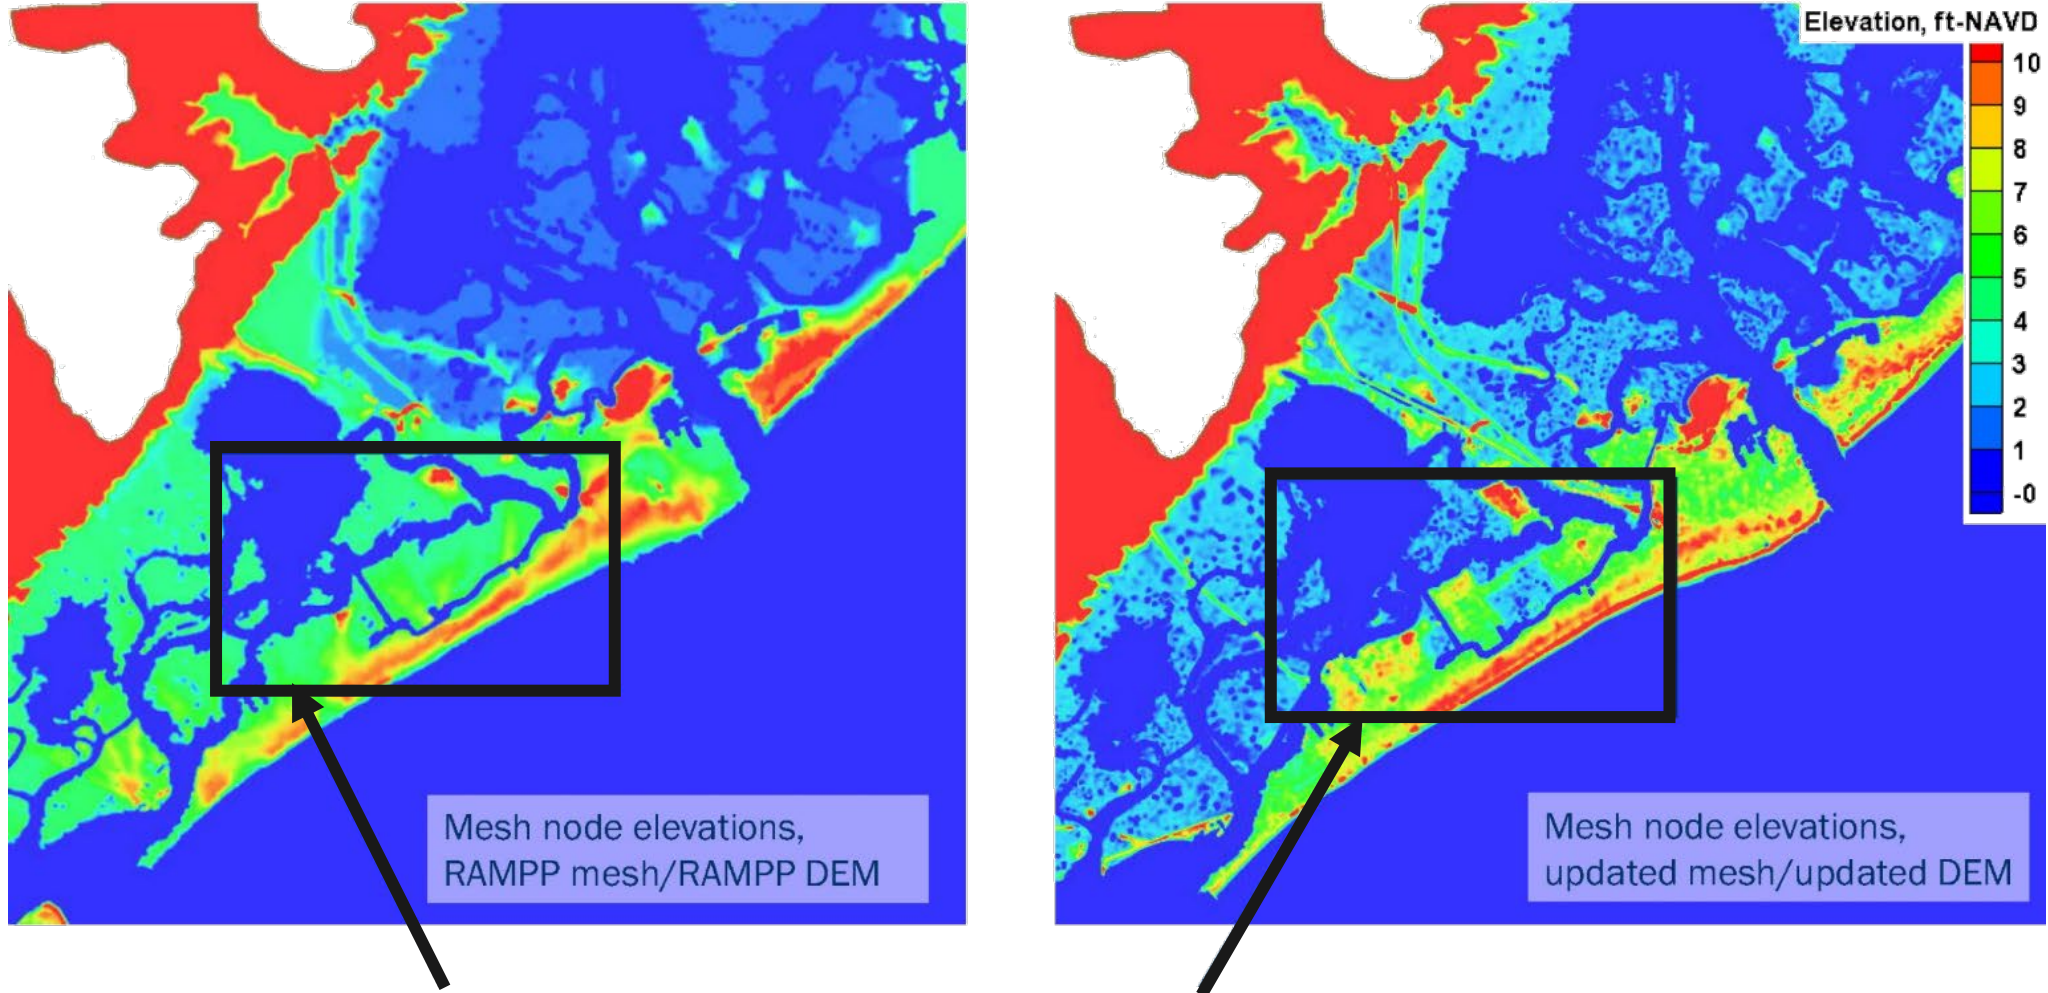 Elevation, ft-NAVD
10
9
8
7
6
5
4
3
2
1
-0
Mesh node elevations,
RAMPP mesh/RAMPP DEM
Mesh node elevations,
updated mesh/updated DEM